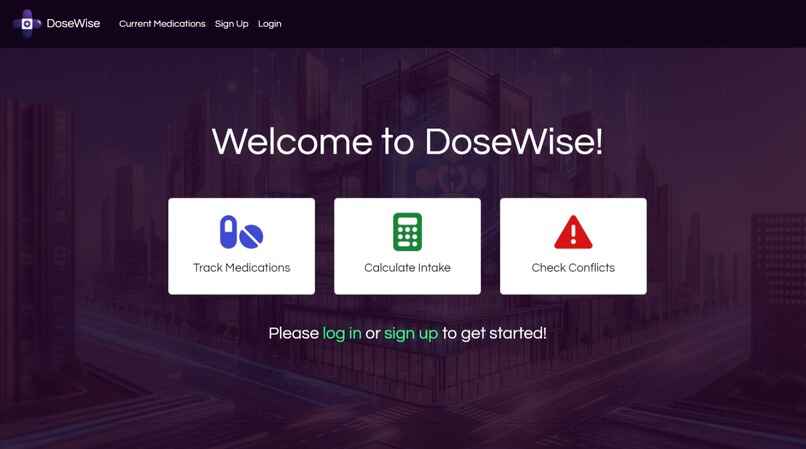 DoseWise Current Medications Sign Up Login
Welcome to DoseWise!
Track Medications Calculate Intake Check Conflicts
Please log in or sign up to get started!